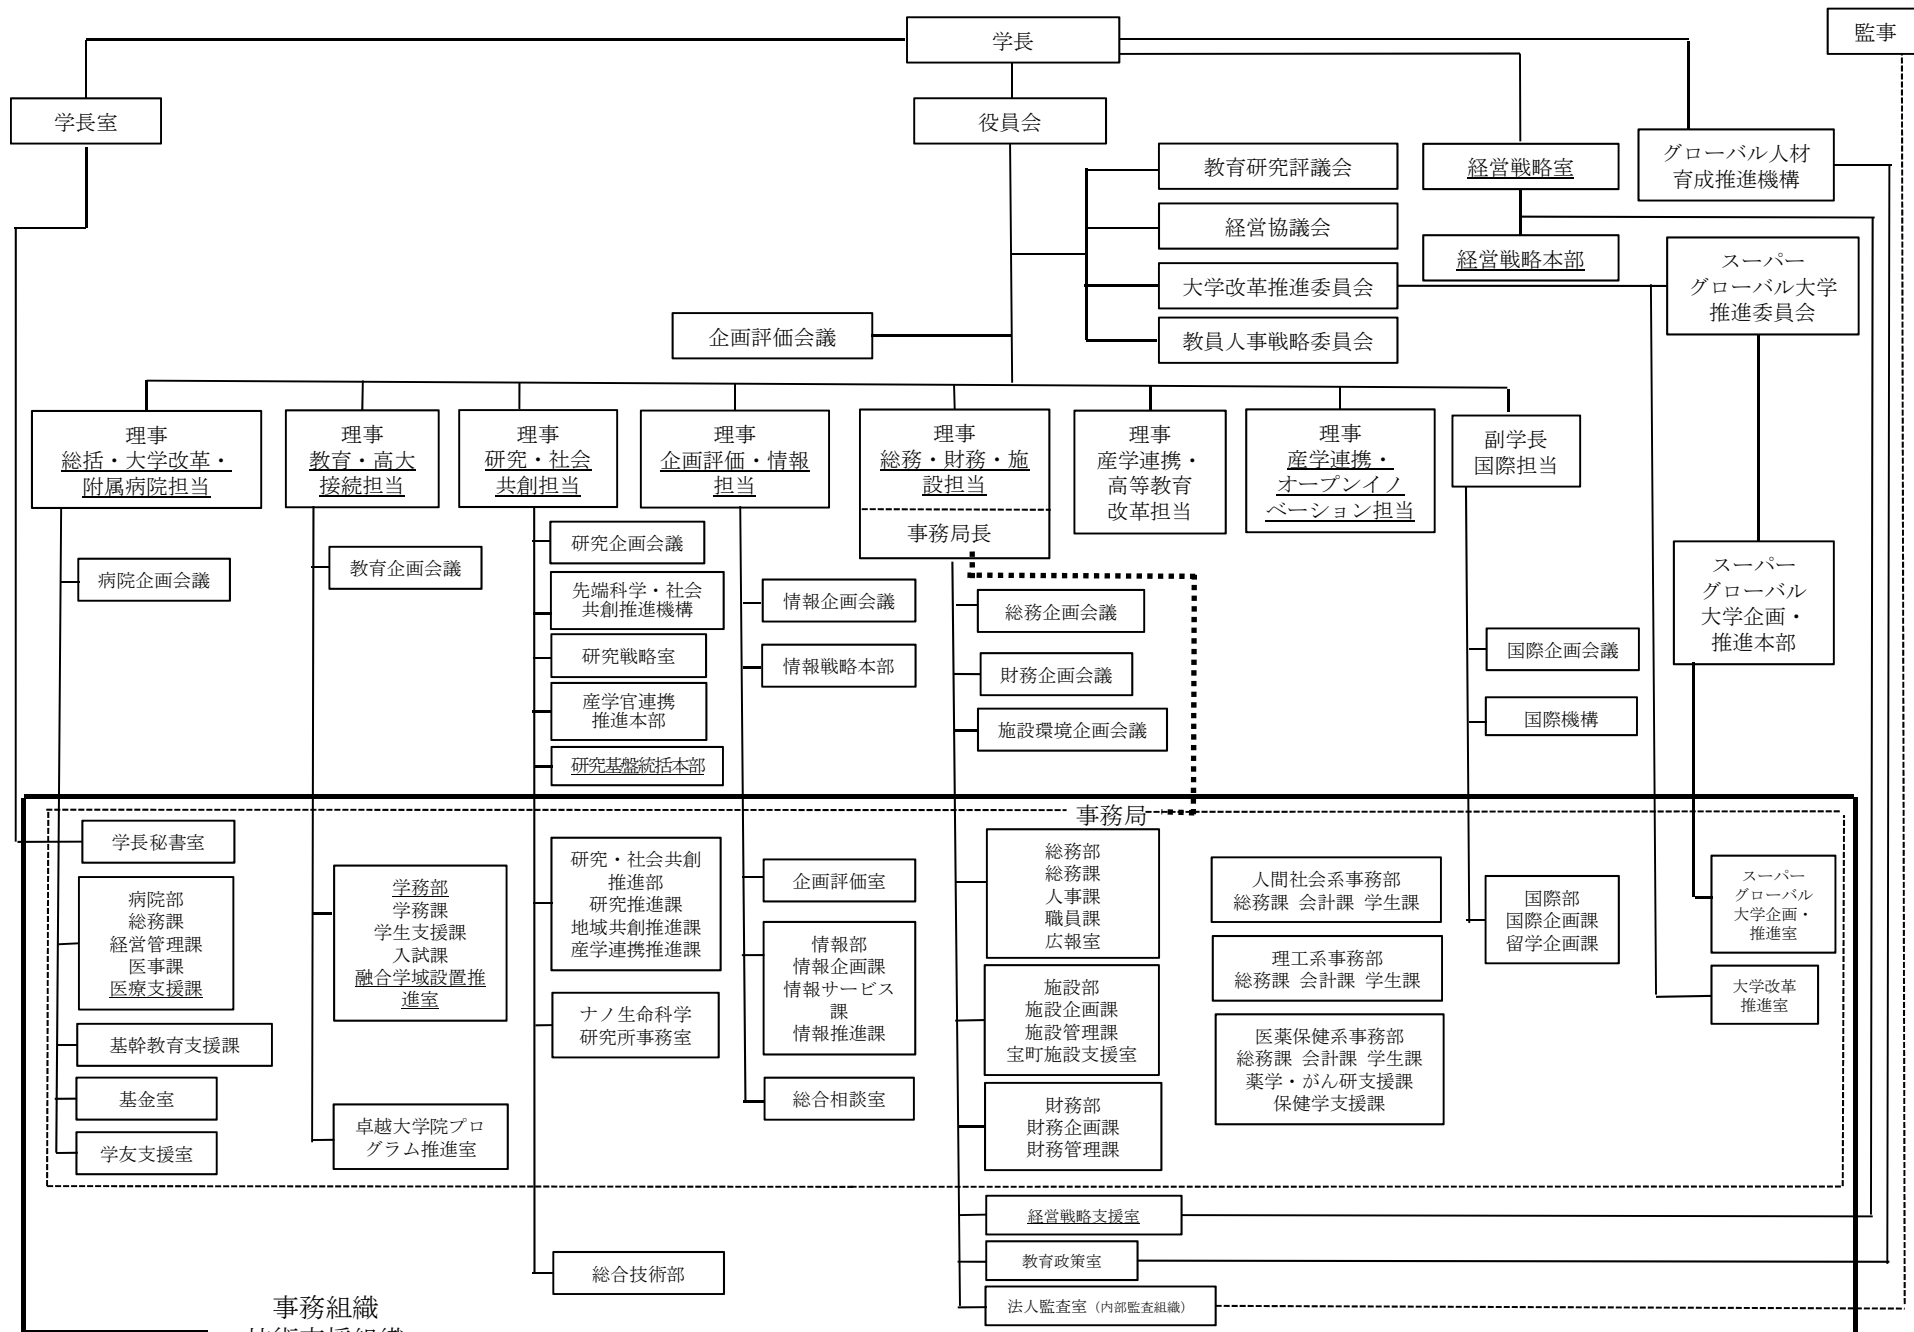 学長
監事
学長室
役員会
教育研究評議会
経営協議会
大学改革推進委員会
教員人事戦略委員会
経営戦略室
経営戦略本部
グローバル人材
育成推進機構
スーパー
グローバル大学
推進委員会
企画評価会議
理事
総括・大学改革・
附属病院担当
理事
教育・高大
接続担当
理事
研究・社会
共創担当
理事
企画評価・情報
担当
理事
総務・財務・施
設担当
事務局長
理事
産学連携・
高等教育
改革担当
理事
産学連携・
オープンイノ
ベーション担当
副学長
国際担当
病院企画会議
教育企画会議
研究企画会議
先端科学・社会
共創推進機構
研究戦略室
産学官連携
推進本部
研究基盤統括本部
情報企画会議
情報戦略本部
総務企画会議
財務企画会議
施設環境企画会議
国際企画会議
国際機構
スーパー
グローバル
大学企画・
推進本部
事務局
学長秘書室
病院部
総務課
経営管理課
医事課
医療支援課
基幹教育支援課
基金室
学友支援室
学務部
学務課
学生支援課
入試課
融合学域設置推
進室
卓越大学院プロ
グラム推進室
研究・社会共創
推進部
研究推進課
地域共創推進課
産学連携推進課
ナノ生命科学
研究所事務室
企画評価室
情報部
情報企画課
情報サービス
課
情報推進課
総合相談室
総務部
総務課
人事課
職員課
広報室
施設部
施設企画課
施設管理課
宝町施設支援室
財務部
財務企画課
財務管理課
人間社会系事務部
総務課 会計課 学生課
理工系事務部
総務課 会計課 学生課
医薬保健系事務部
総務課 会計課 学生課
薬学・がん研支援課
保健学支援課
国際部
国際企画課
留学企画課
スーパー
グローバル
大学企画・
推進室
大学改革
推進室
経営戦略支援室
教育政策室
法人監査室（内部監査組織）
総合技術部
事務組織
技術支援組織